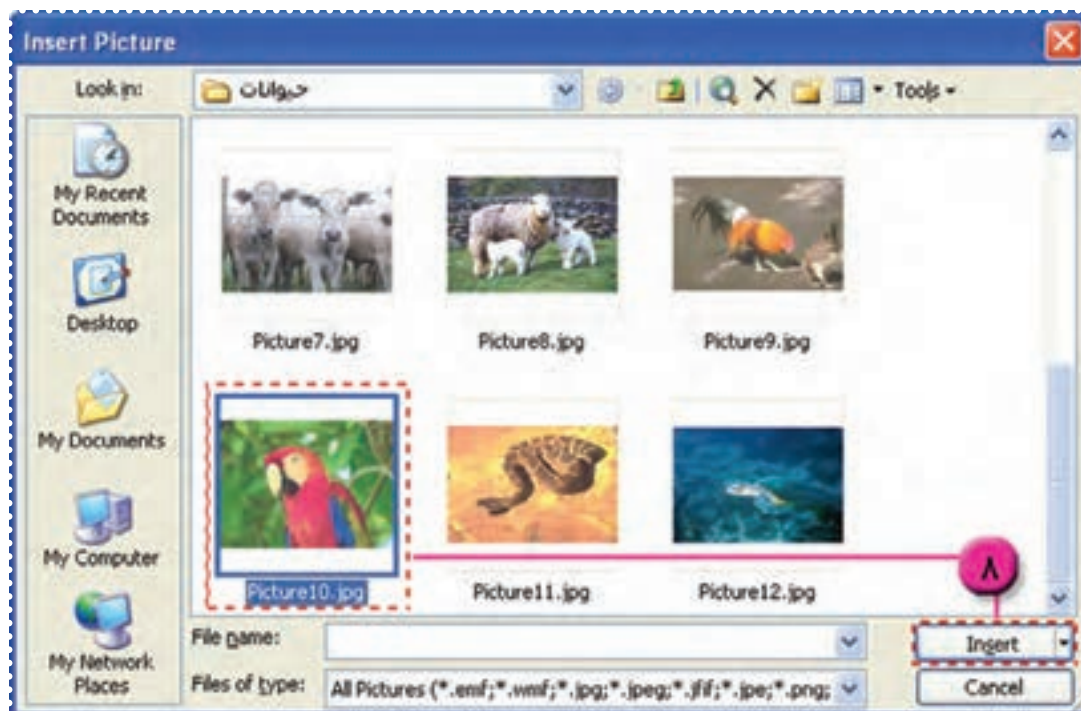 Insert Picture
Look in:
حيوانات
Tools
My Recent
Documents
Desktop
My Documents
My Computer
My Network
Places
Picture7.jpg
Picture8.jpg
Picture9.jpg
Picture10.jpg
Picture11.jpg
Picture12.jpg
٨
File name:
Insert
Files of type:
All Pictures (*.emf;*.wmf;*.jpg;*.jpeg;*.jfif;*.jpe;*.png;
Cancel